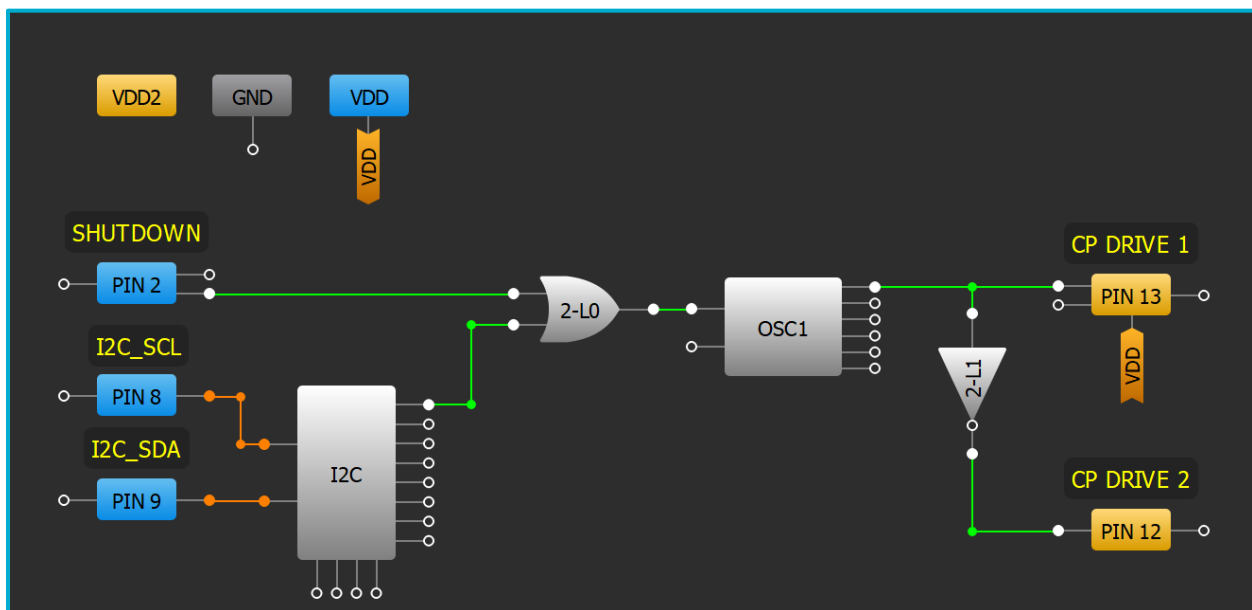 VDD2
GND
VDD
VDD
SHUTDOWN
PIN 2
I2C_SCL
PIN 8
I2C_SDA
PIN 9
I2C
2-L0
OSC1
2-L1
CP DRIVE 1
PIN 13
VDD
CP DRIVE 2
PIN 12